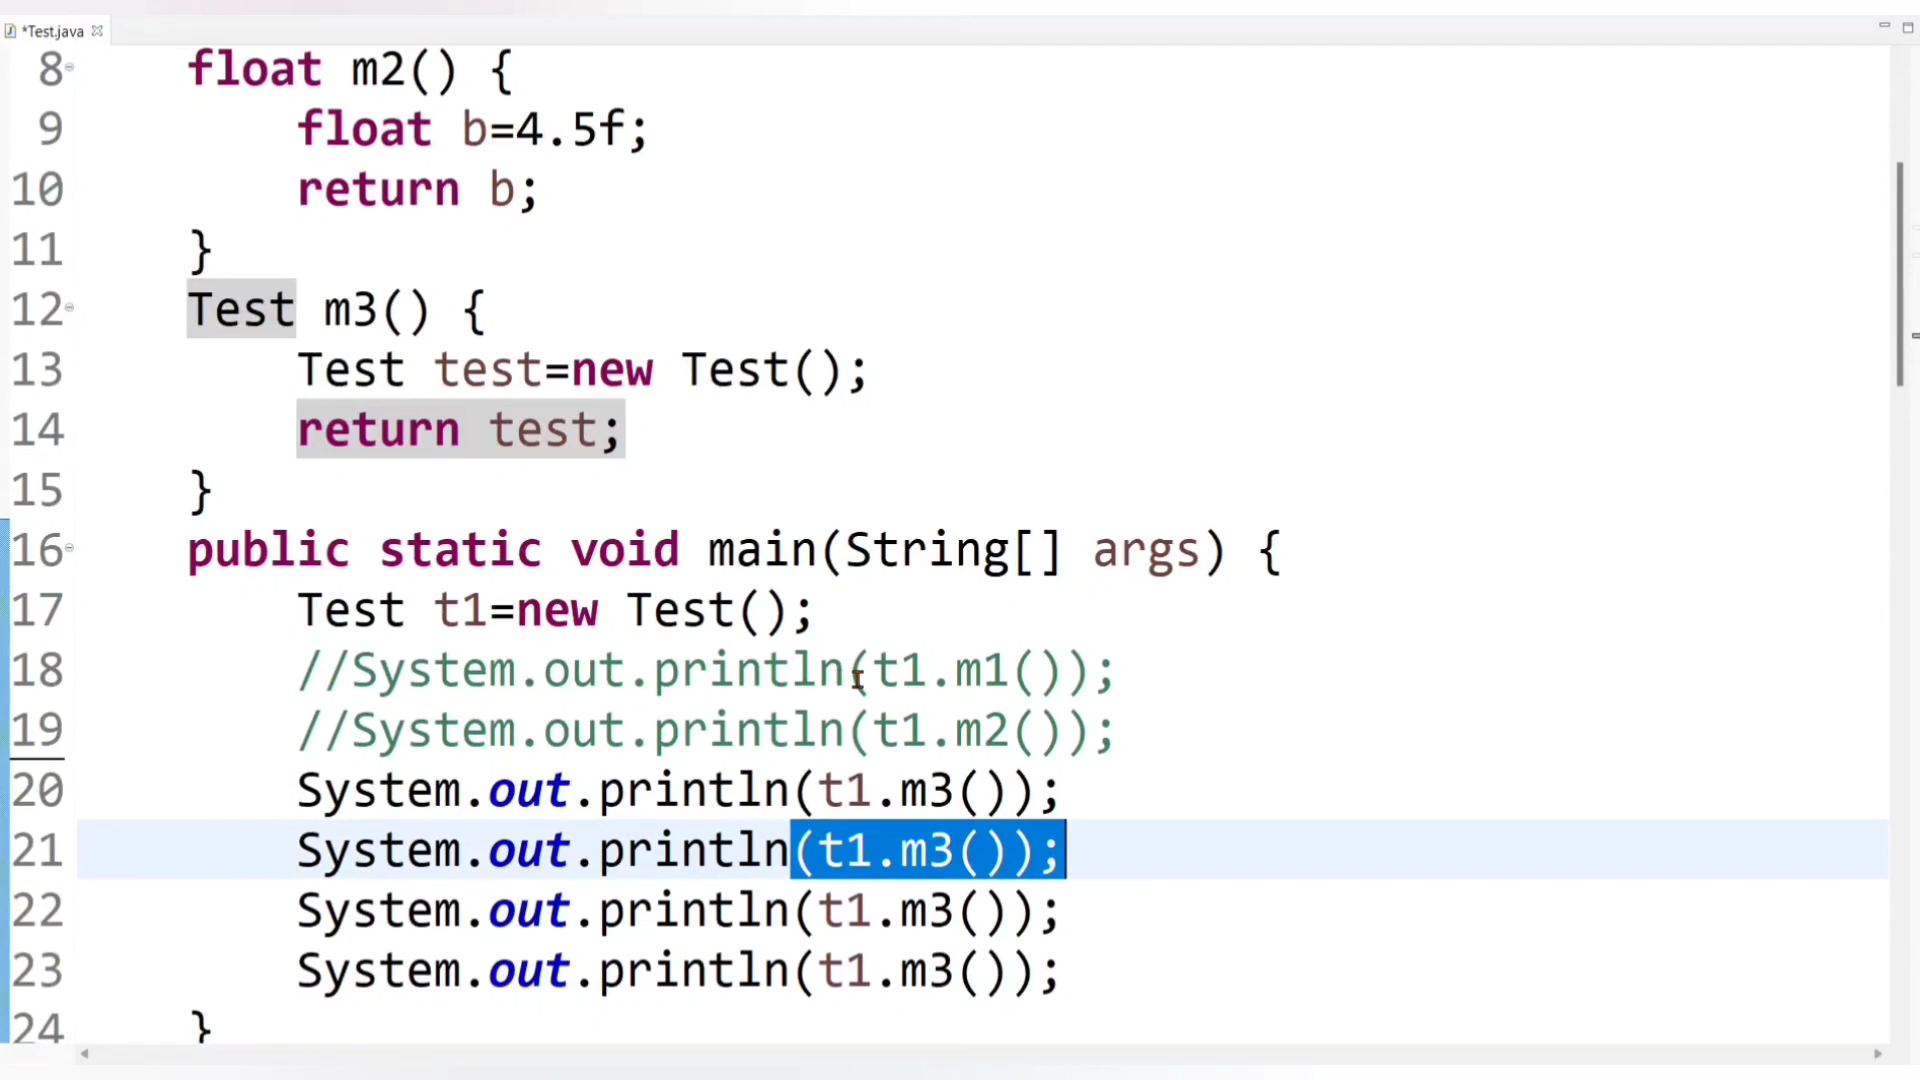 *Test.java
8 float m2() {
9 float b=4.5f;
10 return b;
11 }
12 Test m3() {
13 Test test=new Test();
14 return test;
15 }
16 public static void main(String[] args) {
17 Test t1=new Test();
18 //System.out.println(t1.m1());
19 //System.out.println(t1.m2());
20 System.out.println(t1.m3());
21 System.out.println(t1.m3());
22 System.out.println(t1.m3());
23 System.out.println(t1.m3());
24 }